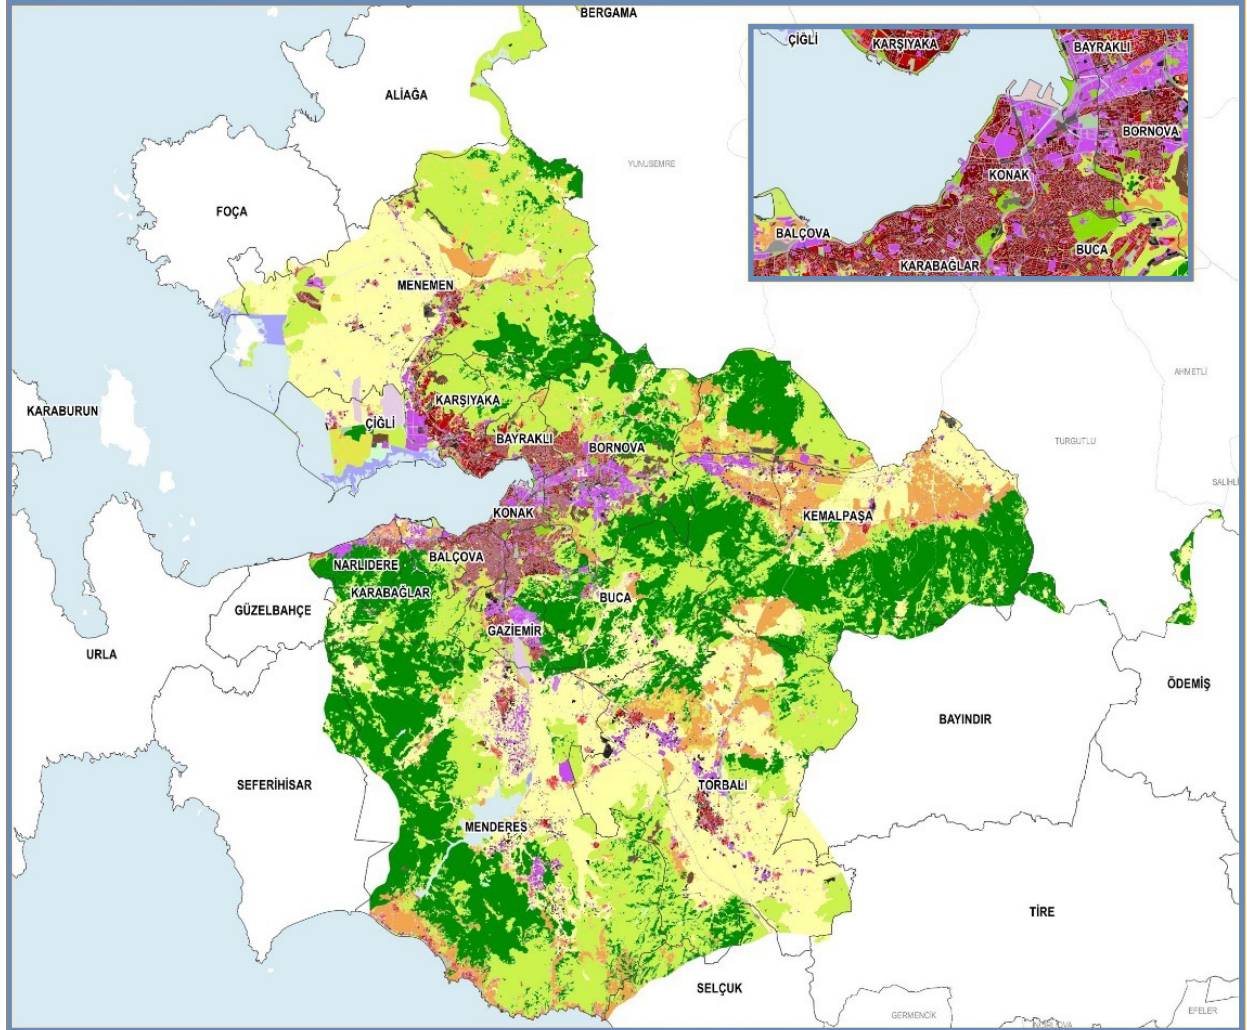 BERGAMA
ÇİĞLİ
KARŞIYAKA
BAYRAKLI
BORNOVA
KONAK
BALÇOVA
BUCA
KARABAĞLAR
ALİAĞA
YUNUSEMRE
FOÇA
MENEMEN
AHMETLİ
KARABURUN
KARŞIYAKA
ÇİĞLİ
BAYRAKLI
BORNOVA
TURGUTLU
SALİHLİ
KONAK
KEMALPAŞA
BALÇOVA
NARLIDERE
KARABAĞLAR
BUCA
GÜZELBAHÇE
GAZİEMİR
URLA
ÖDEMİŞ
BAYINDIR
SEFERİHİSAR
TORBALI
MENDERES
TİRE
SELÇUK
GERMENCİK
EFELER